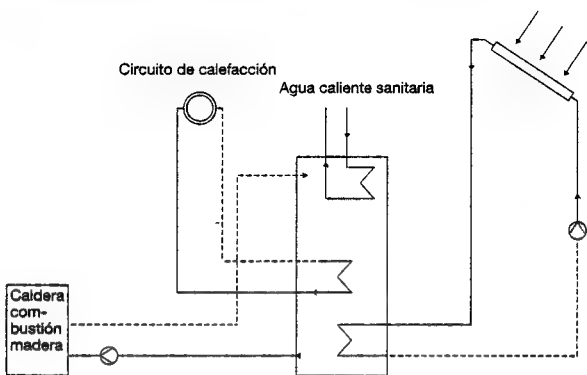 Circuito de calefacción
Agua caliente sanitaria
Caldera
com-
bustión
madera